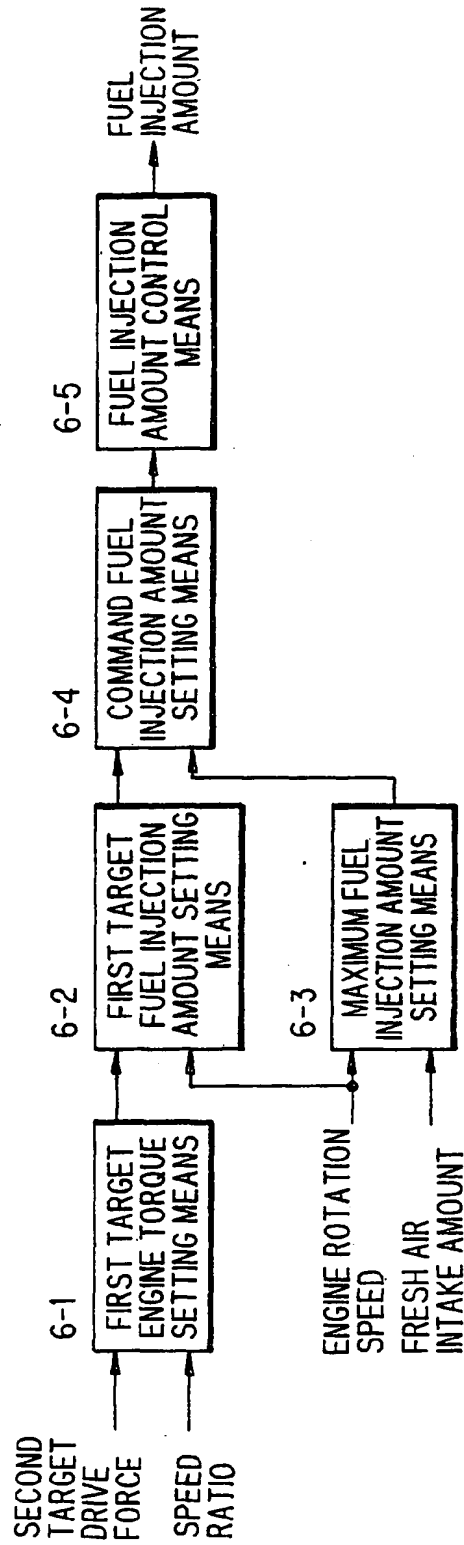 SECOND
TARGET
DRIVE
FORCE
SPEED
RATIO
6-1
FIRST TARGET
ENGINE TORQUE
SETTING MEANS
6-2
FIRST TARGET
FUEL INJECTION
AMOUNT SETTING
MEANS
ENGINE ROTATION
SPEED
FRESH AIR
INTAKE AMOUNT
6-3
MAXIMUM FUEL
INJECTION AMOUNT
SETTING MEANS
6-4
COMMAND FUEL
INJECTION AMOUNT
SETTING MEANS
6-5
FUEL INJECTION
AMOUNT CONTROL
MEANS
FUEL
INJECTION
AMOUNT